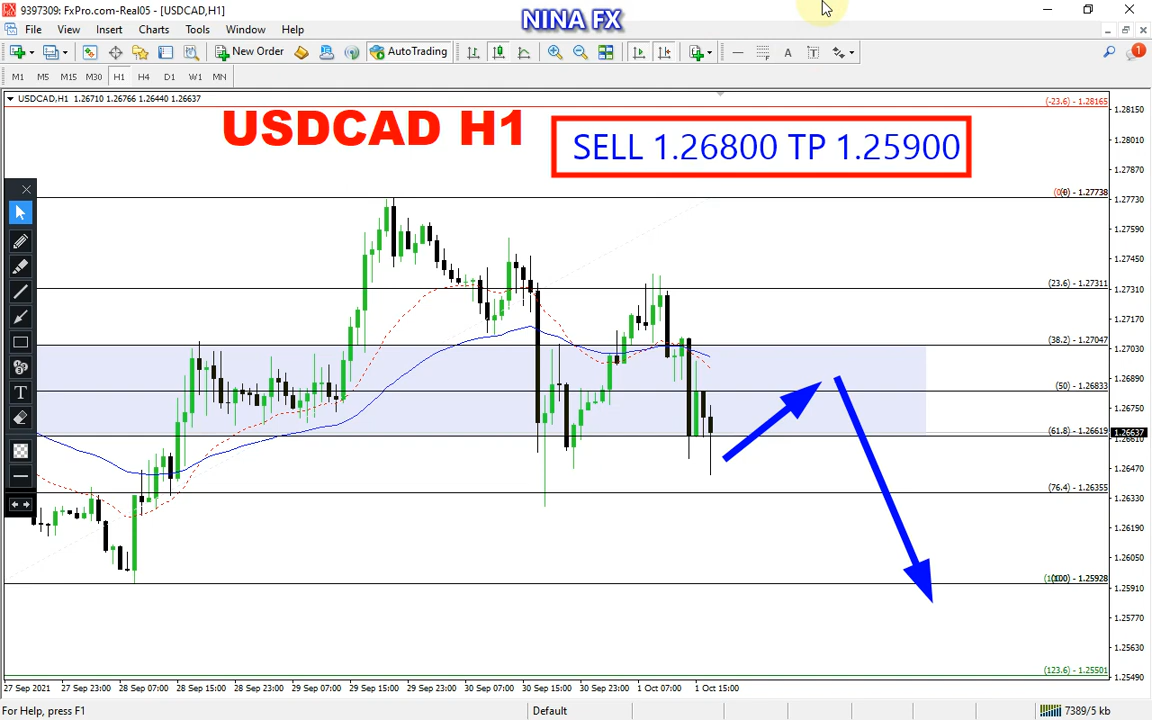 9397309: FxPro.com-Real05 - [USDCAD,H1]
NINA FX
File View Insert Charts Tools Window Help
New Order AutoTrading
A T 1
M1 M5 M15 M30 H1 H4 D1 W1 MN
USDCAD,H1 1.26710 1.26766 1.26440 1.26637
USDCAD H1
SELL 1.26800 TP 1.25900
(-23.6) - 1.28165
1.28150
1.28010
1.27870
(0) - 1.27738
1.27730
1.27590
1.27450
(23.6) - 1.27311
1.27310
1.27170
(38.2) - 1.27047
1.27030
1.26890
(50) - 1.26833
1.26750
(61.8) - 1.26619
1.26637
1.26610
1.26470
(76.4) - 1.26355
1.26330
1.26190
1.26050
(100) - 1.25928
1.25910
1.25770
1.25630
(123.6) - 1.25501
1.25490
T
27 Sep 2021 27 Sep 23:00 28 Sep 07:00 28 Sep 15:00 28 Sep 23:00 29 Sep 07:00 29 Sep 15:00 29 Sep 23:00 30 Sep 07:00 30 Sep 15:00 30 Sep 23:00 1 Oct 07:00 1 Oct 15:00
For Help, press F1
Default
7389/5 kb